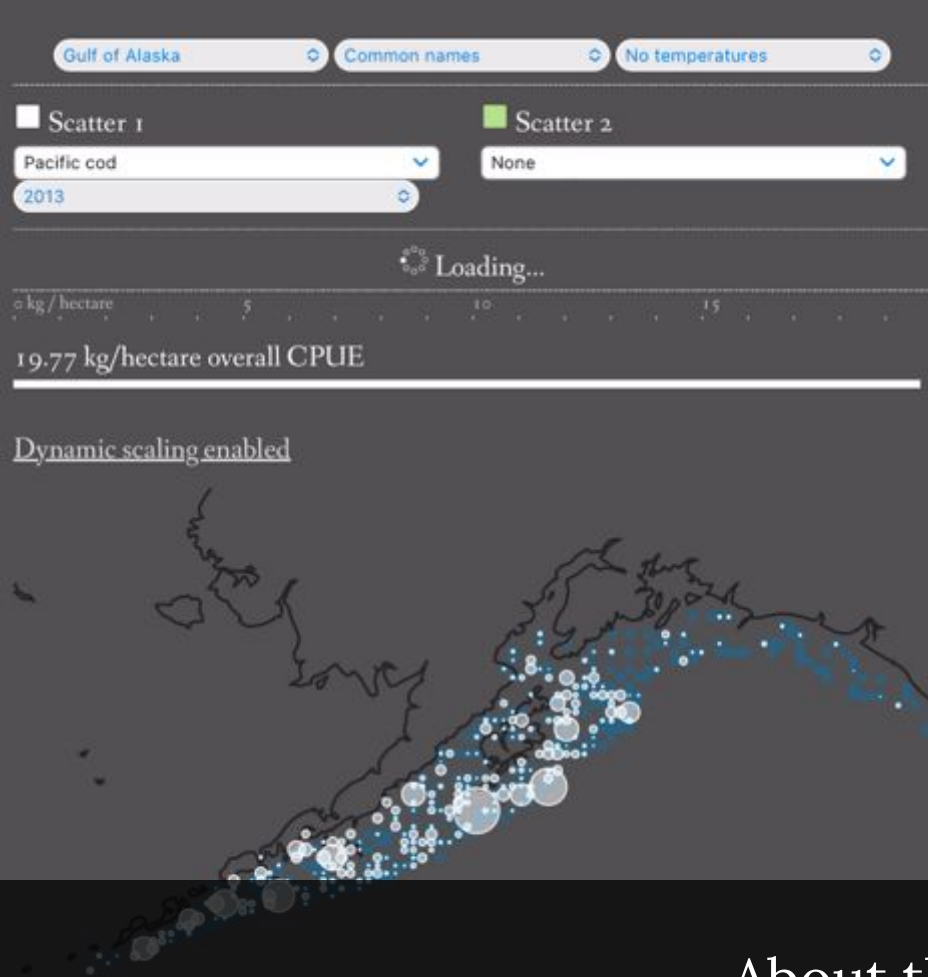 Gulf of Alaska Common names No temperatures
Scatter 1 Scatter 2
Pacific cod None
2013
Loading...
0 kg / hectare 5 10 15
19.77 kg/hectare overall CPUE
Dynamic scaling enabled
About